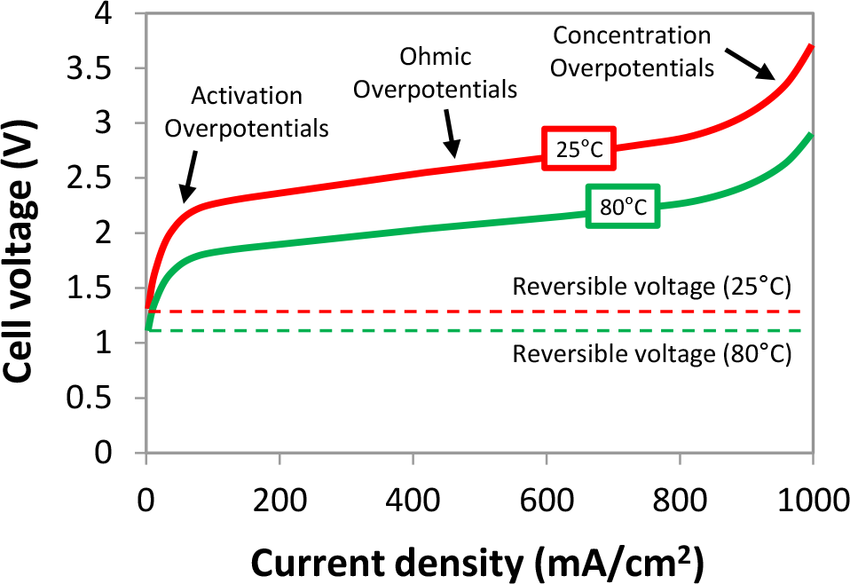 Cell voltage (V)
4
3.5
3
2.5
2
1.5
1
0.5
0
Activation
Overpotentials
Ohmic
Overpotentials
Concentration
Overpotentials
25°C
80°C
Reversible voltage (25°C)
Reversible voltage (80°C)
0 200 400 600 800 1000
Current density (mA/cm²)